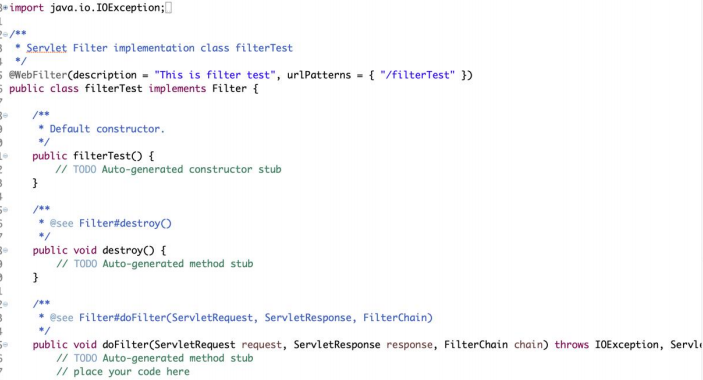 import java.io.IOException;
/**
* Servlet Filter implementation class filterTest
*/
@WebFilter(description = "This is filter test", urlPatterns = { "/filterTest" })
public class filterTest implements Filter {
/**
* Default constructor.
*/
public filterTest() {
// TODO Auto-generated constructor stub
}
/**
* @see Filter#destroy()
*/
public void destroy() {
// TODO Auto-generated method stub
}
/**
* @see Filter#doFilter(ServletRequest, ServletResponse, FilterChain)
*/
public void doFilter(ServletRequest request, ServletResponse response, FilterChain chain) throws IOException,
// TODO Auto-generated method stub
// place your code here